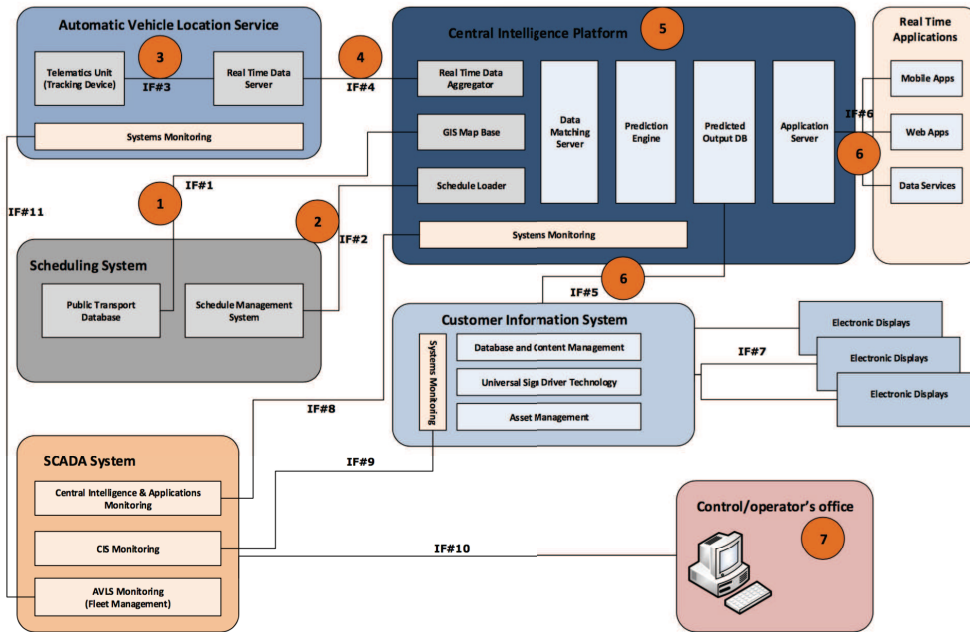 Automatic Vehicle Location Service
3
Telematics Unit
(Tracking Device)
IF#3
Real Time Data
Server
Systems Monitoring
4
IF#4
Central Intelligence Platform
5
Real Time Data
Aggregator
GIS Map Base
Schedule Loader
Data
Matching
Server
Prediction
Engine
Predicted
Output DB
Application
Server
Systems Monitoring
Real Time
Applications
IF#6
6
Mobile Apps
Web Apps
Data Services
IF#11
1
IF#1
2
IF#2
Scheduling System
Public Transport
Database
Schedule Management
System
6
IF#5
Customer Information System
Systems Monitoring
Database and Content Management
Universal Sign Driver Technology
Asset Management
IF#7
Electronic Displays
Electronic Displays
Electronic Displays
IF#8
IF#9
SCADA System
Central Intelligence & Applications
Monitoring
CIS Monitoring
AVLS Monitoring
(Fleet Management)
IF#10
Control/operator's office
7